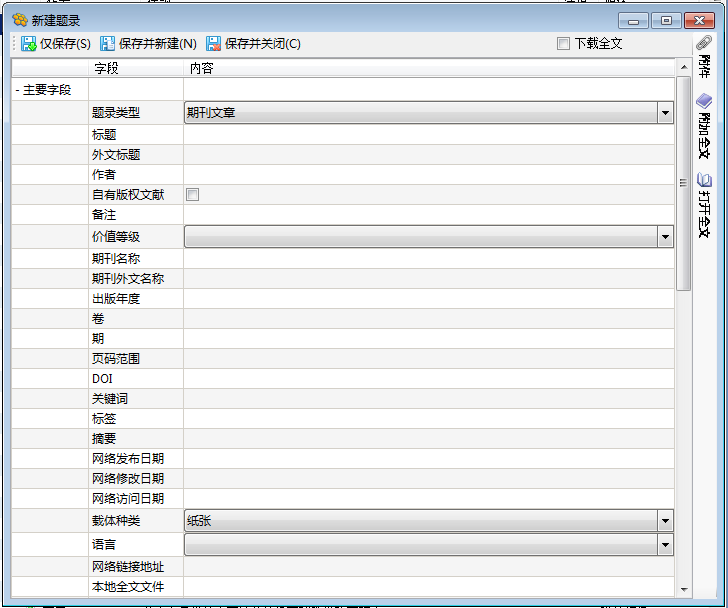 新建题录
仅保存(S) 保存并新建(N) 保存并关闭(C) 下载全文
附件
附加全文
打开全文
字段 内容
- 主要字段
题录类型 期刊文章
标题
外文标题
作者
自有版权文献
备注
价值等级
期刊名称
期刊外文名称
出版年度
卷
期
页码范围
DOI
关键词
标签
摘要
网络发布日期
网络修改日期
网络访问日期
载体种类 纸张
语言
网络链接地址
本地全文文件